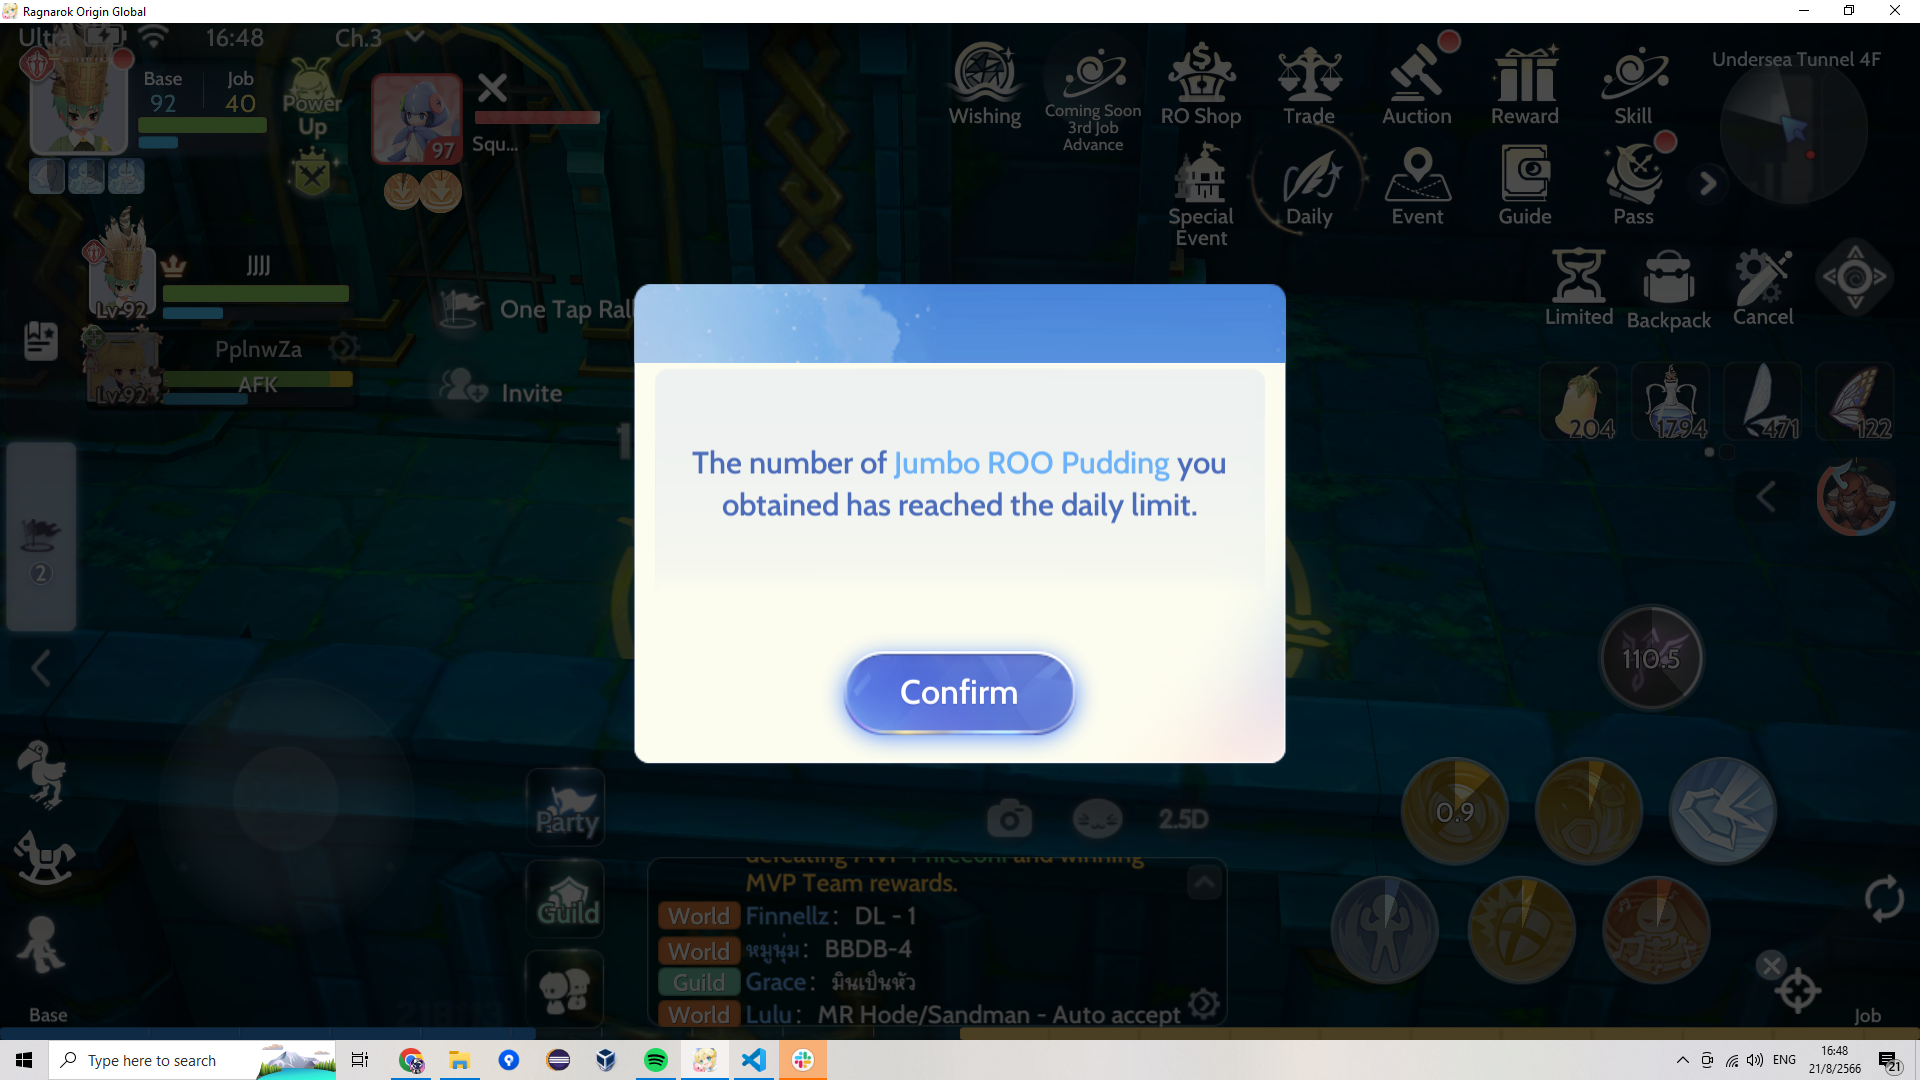 Ragnarok Origin Global
Ultra 16:48 Ch.3
Base Job
92 40
Power
Up
97
Squ...
Wishing
Coming Soon
3rd Job
Advance
RO Shop
Trade
Auction
Reward
Skill
Undersea Tunnel 4F
Special
Event
Daily
Event
Guide
Pass
JJJJ
Lv.92
One Tap Rall
PplnwZa
AFK
Lv.92
Invite
Limited
Backpack
Cancel
204
1794
471
122
The number of Jumbo ROO Pudding you
obtained has reached the daily limit.
Confirm
2
110.5
0.9
Party
2.5D
Guild
MVP Team rewards.
World Finnellz: DL - 1
World หมูนุ่ม: BBDB-4
Guild Grace: มินเป็นหัว
World Lulu: MR Hode/Sandman - Auto accept
Base
Job
Type here to search
ENG
16:48
21/8/2566
21